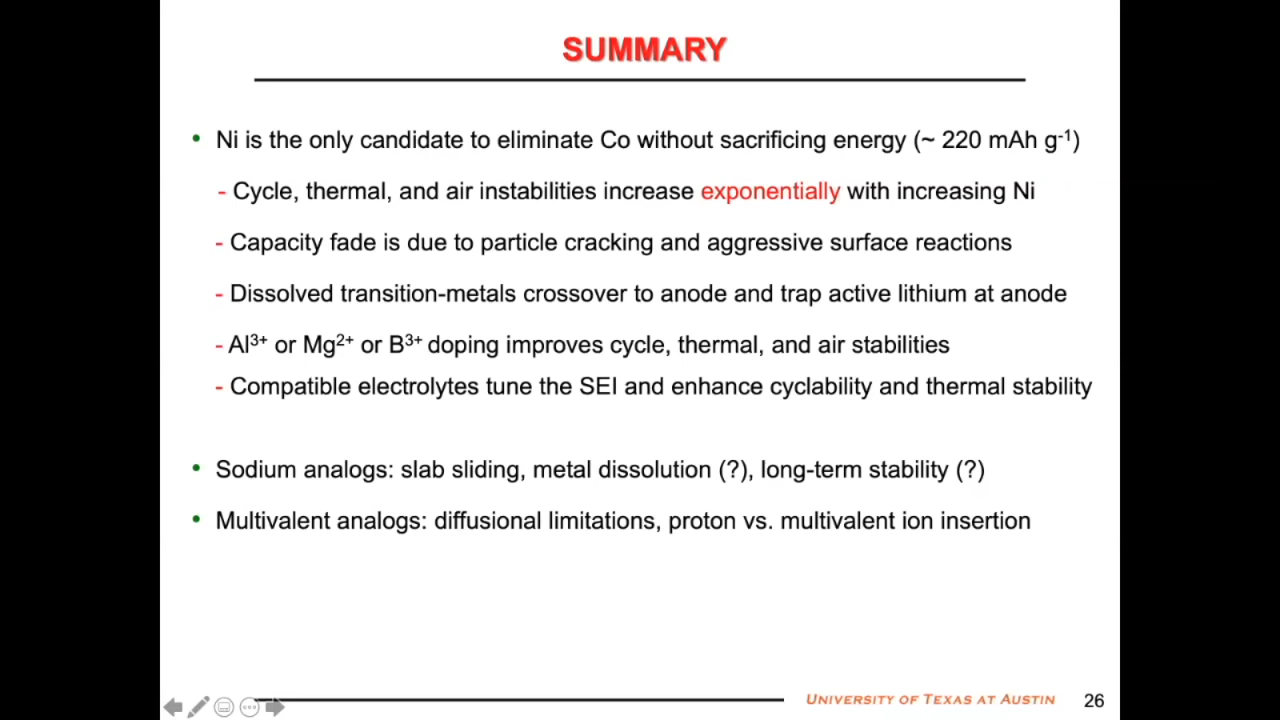 SUMMARY
• Ni is the only candidate to eliminate Co without sacrificing energy (~ 220 mAh g⁻¹)
- Cycle, thermal, and air instabilities increase exponentially with increasing Ni
- Capacity fade is due to particle cracking and aggressive surface reactions
- Dissolved transition-metals crossover to anode and trap active lithium at anode
- Al³⁺ or Mg²⁺ or B³⁺ doping improves cycle, thermal, and air stabilities
- Compatible electrolytes tune the SEI and enhance cyclability and thermal stability
• Sodium analogs: slab sliding, metal dissolution (?), long-term stability (?)
• Multivalent analogs: diffusional limitations, proton vs. multivalent ion insertion
UNIVERSITY OF TEXAS AT AUSTIN 26